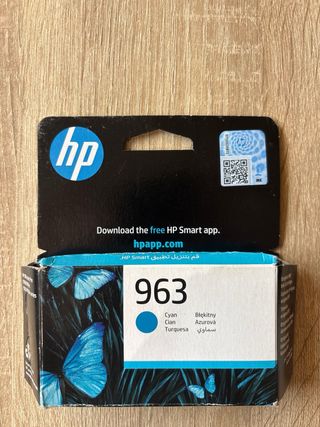 hp
Download the free HP Smart app.
hpapp.com
قم بتنزيل تطبيق HP Smart.
963
Cyan Błękitny
Cian Azurová
Turquesa سماوي